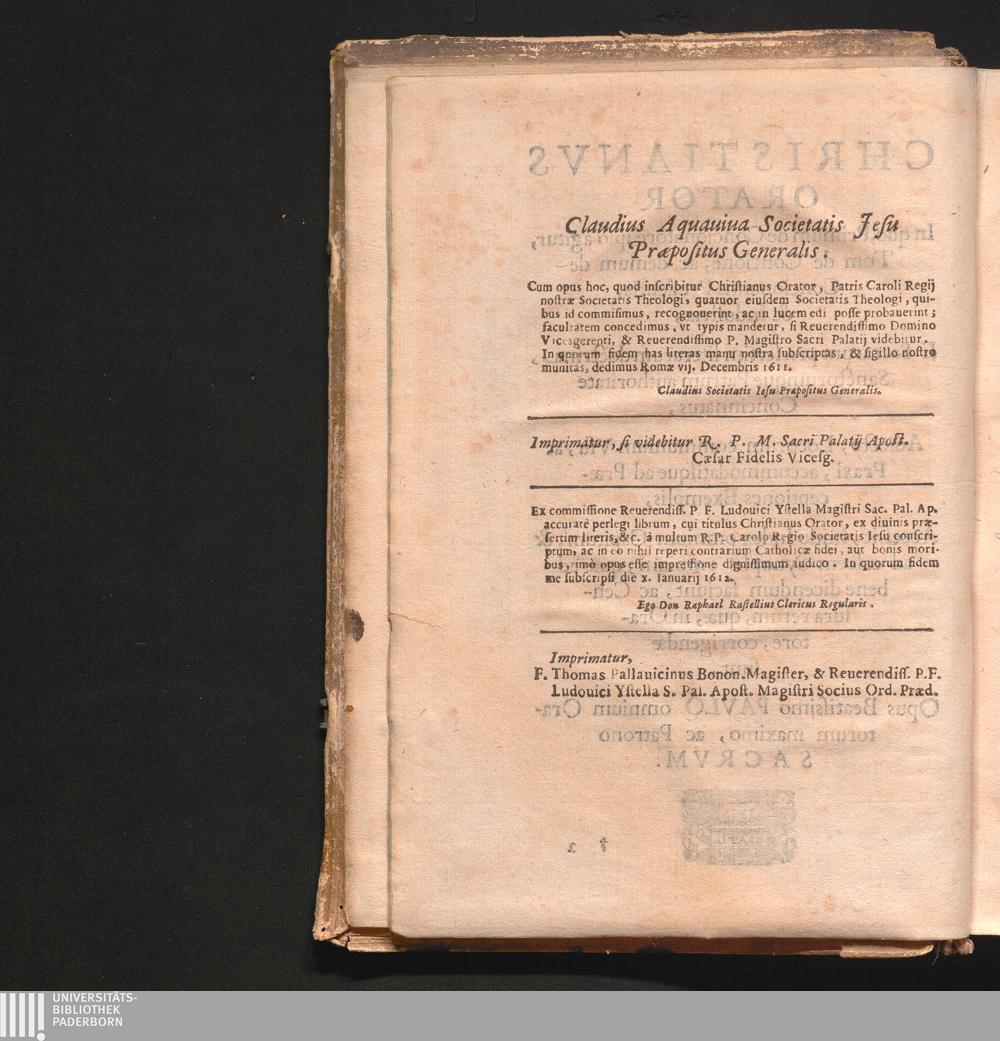 Claudius Aquauiua Societatis Jeſu
Præpoſitus Generalis.
Cum opus hoc, quod inſcribitur Chriſtianus Orator, Patris Caroli Regij
noſtræ Societatis Theologi, quatuor eiuſdem Societatis Theologi, qui-
bus id commiſimus, recognouerint, ac in lucem edi poſſe probauerint;
facultatem concedimus, vt typis mandetur, ſi Reuerendiſſimo Domino
Vicesgerenti, & Reuerendiſſimo P. Magiſtro Sacri Palatij videbitur.
In quorum fidem has literas manu noſtra ſubſcriptas, & ſigillo noſtro
munitas, dedimus Romæ vij. Decembris 1611.
Claudius Societatis Ieſu Præpoſitus Generalis.
Imprimatur, ſi videbitur R. P. M. Sacri Palatij Apoſt.
Cæſar Fidelis Viceſg.
Ex commiſſione Reuerendiſſ. P F. Ludouici Yſtella Magiſtri Sac. Pal. Ap.
accuratè perlegi librum, cui titulus Chriſtianus Orator, ex diuinis præ-
ſertim literis, &c. à multum R.P. Carolo Regio Societatis Ieſu conſcri-
ptum, ac in eo nihil reperi contrarium Catholicæ fidei, aut bonis mori-
bus, imò opus eſſe impreſſione digniſſimum iudico. In quorum fidem
me ſubſcripſi die x. Ianuarij 1612.
Ego Don Raphael Raſtellius Clericus Regularis.
Imprimatur,
F. Thomas Pallauicinus Bonon. Magiſter, & Reuerendiſſ. P.F.
Ludouici Yſtella S. Pal. Apoſt. Magiſtri Socius Ord. Præd.
UNIVERSITÄTS-
BIBLIOTHEK
PADERBORN